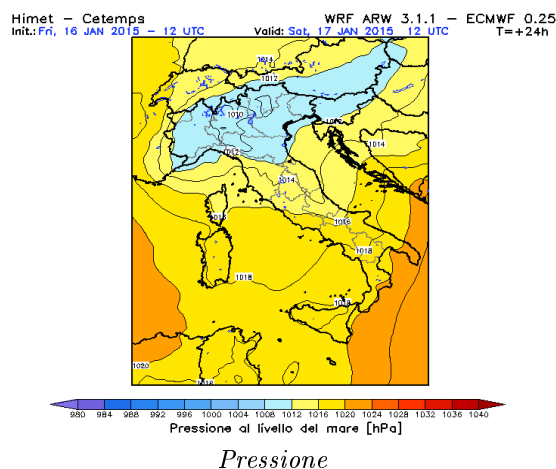 Himet – Cetemps WRF ARW 3.1.1 – ECMWF 0.25
Init.: Fri, 16 JAN 2015 – 12 UTC Valid: Sat, 17 JAN 2015 12 UTC T=+24h
1014
1012
1010
1012
1014
1012
1014
1016
1016
1018
1018
1018
1020
980 984 988 992 996 1000 1004 1008 1012 1016 1020 1024 1028 1032 1036 1040
Pressione al livello del mare [hPa]
Pressione